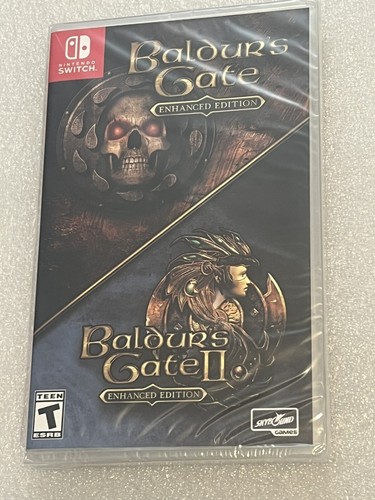 NINTENDO
SWITCH
Baldur's
Gate
ENHANCED EDITION
Baldur's
Gate II
ENHANCED EDITION
TEEN
T
ESRB
SKYBOUND
GAMES